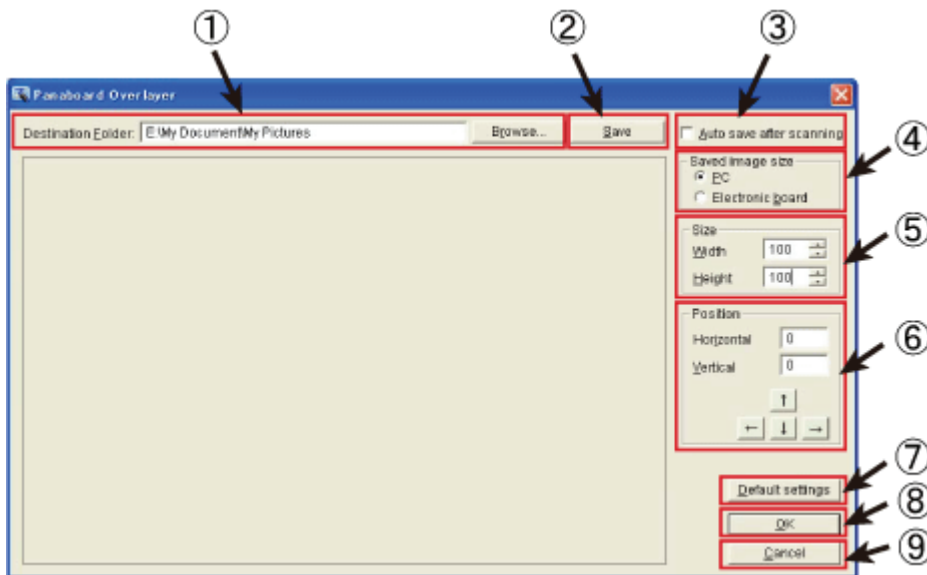 ① ② ③
Panaboard Overlayer
Destination Folder: E:\My Document\My Pictures Browse... Save Auto save after scanning
④
Saved image size
PC
Electronic board
⑤
Size
Width 100
Height 100
⑥
Position
Horizontal 0
Vertical 0
↑
← ↓ →
⑦
Default settings
⑧
OK
⑨
Cancel